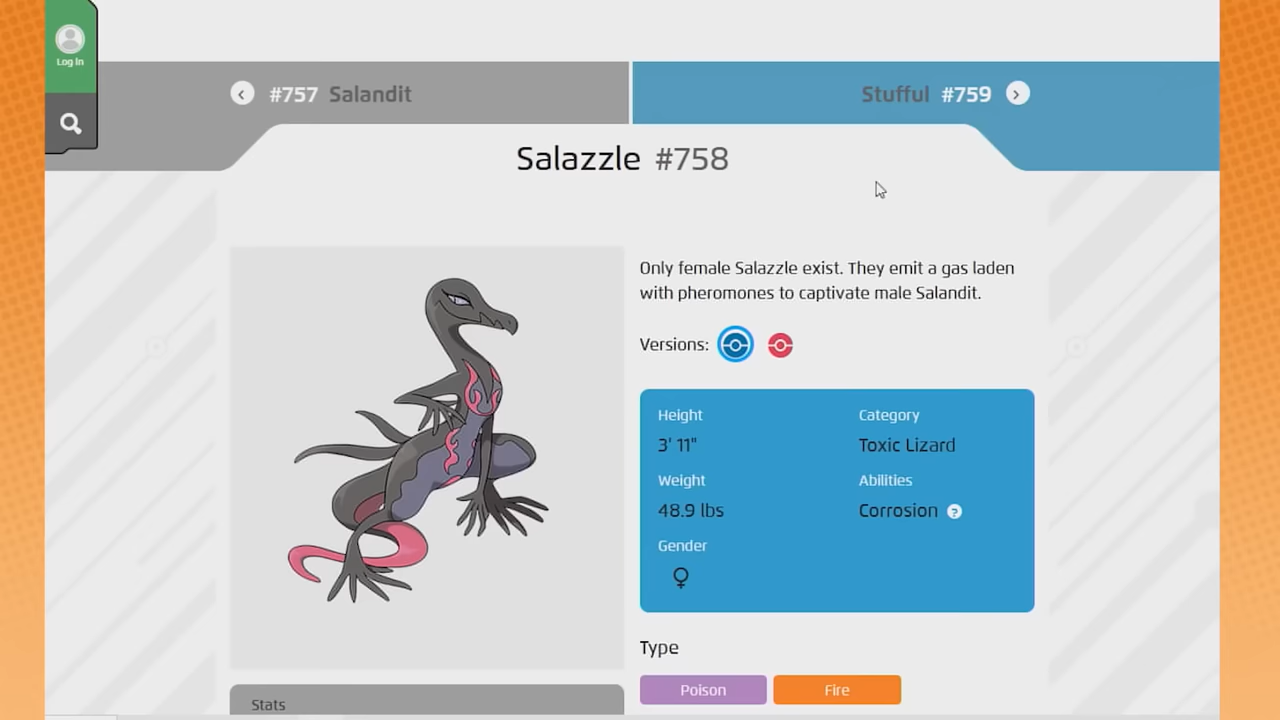 Log in
#757 Salandit
Stufful #759
Salazzle #758
Only female Salazzle exist. They emit a gas laden
with pheromones to captivate male Salandit.
Versions:
Height
3' 11"
Category
Toxic Lizard
Weight
48.9 lbs
Abilities
Corrosion ?
Gender
♀
Type
Poison
Fire
Stats